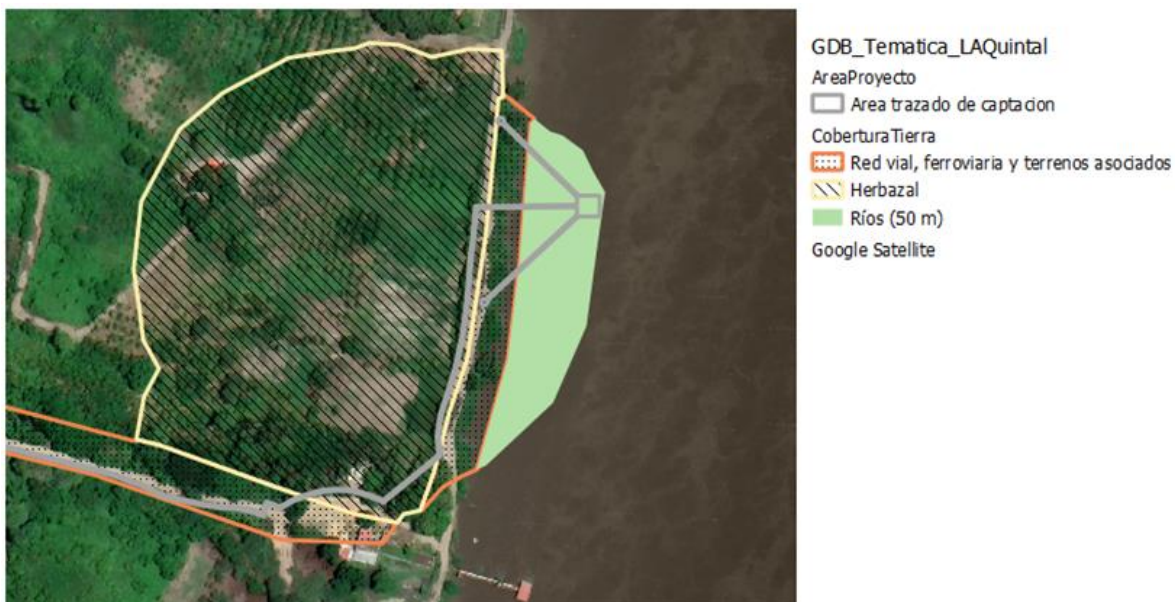 GDB_Tematica_LAQuintal
AreaProyecto
Area trazado de captacion
CoberturaTierra
Red vial, ferroviaria y terrenos asociados
Herbazal
Ríos (50 m)
Google Satellite